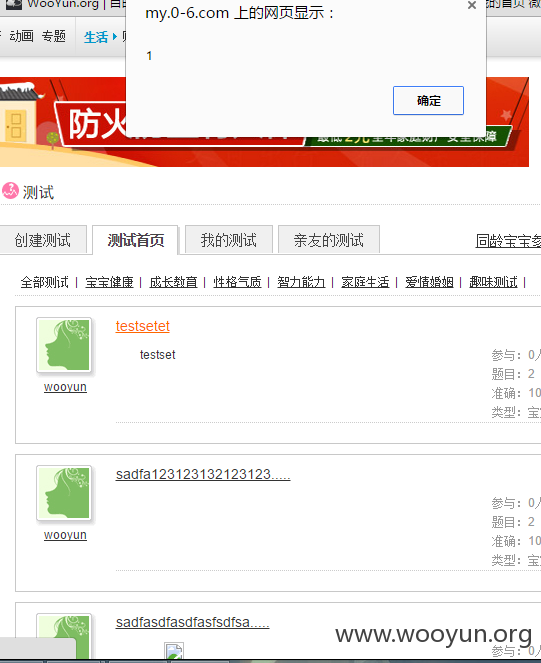 WooYun.org
my.0-6.com 上的网页显示：
1
确定
动画 专题 生活
防火
最低2元全年家庭财产安全保障
测试
创建测试 测试首页 我的测试 亲友的测试 同龄宝宝参
全部测试 | 宝宝健康 | 成长教育 | 性格气质 | 智力能力 | 家庭生活 | 爱情婚姻 | 趣味测试 |
testsetet
testset
wooyun
参与：0人
题目：2
准确：10
类型：宝
sadfa123123132123123.....
wooyun
参与：0人
题目：2
准确：10
类型：宝
sadfasdfasdfasfsdfsa.....
参与：0人
www.wooyun.org